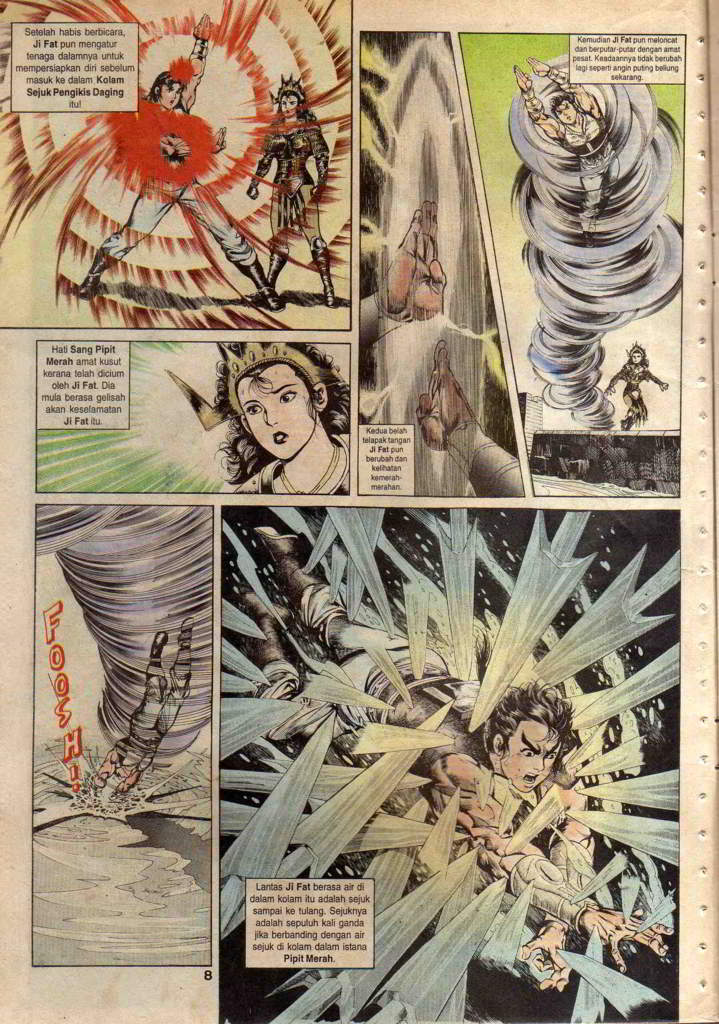 Setelah habis berbicara,
Ji Fat pun mengatur
tenaga dalamnya untuk
mempersiapkan diri sebelum
masuk ke dalam Kolam
Sejuk Pengikis Daging
itu!
Kedua belah
telapak tangan
Ji Fat pun
berubah dan
kelihatan
kemerah-
merahan.
Kemudian Ji Fat pun meloncat
dan berputar-putar dengan amat
pesat. Keadaannya tidak berubah
lagi seperti angin puting beliung
sekarang.
Hati Sang Pipit
Merah amat kusut
kerana telah dicium
oleh Ji Fat. Dia
mula berasa gelisah
akan keselamatan
Ji Fat itu.
FOOSH!
Lantas Ji Fat berasa air di
dalam kolam itu adalah sejuk
sampai ke tulang. Sejuknya
adalah sepuluh kali ganda
jika berbanding dengan air
sejuk di kolam dalam istana
Pipit Merah.
8